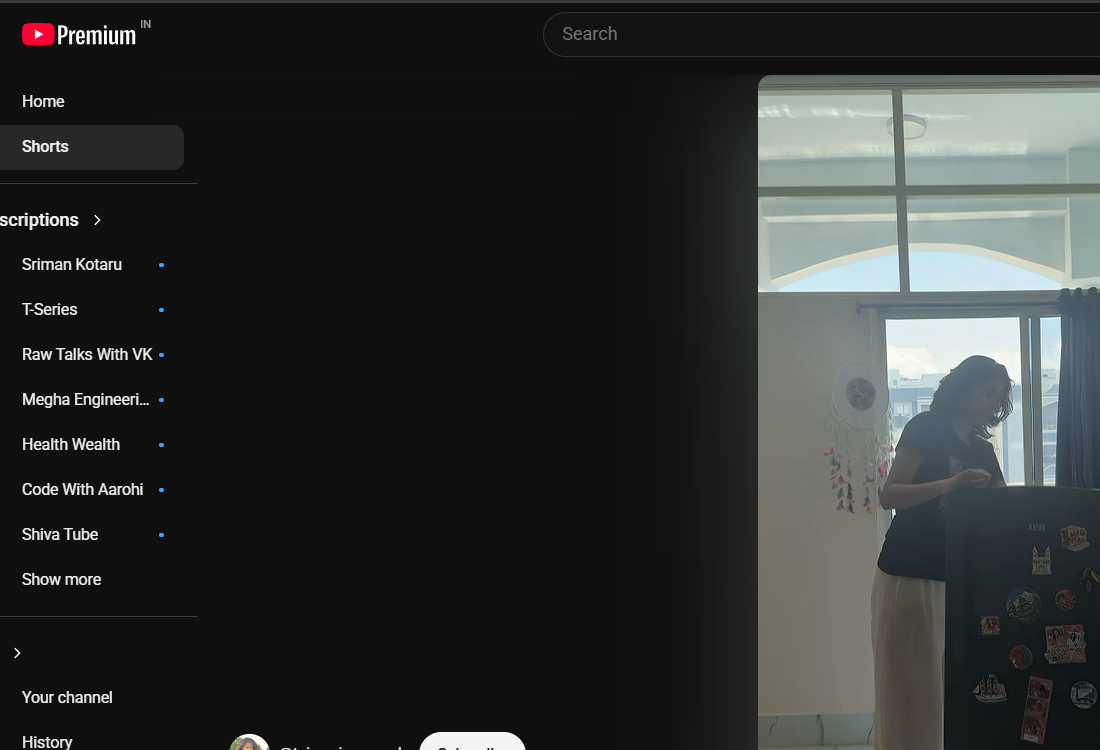 Premium IN
Search
Home
Shorts
scriptions
Sriman Kotaru
T-Series
Raw Talks With VK
Megha Engineeri...
Health Wealth
Code With Aarohi
Shiva Tube
Show more
Your channel
History